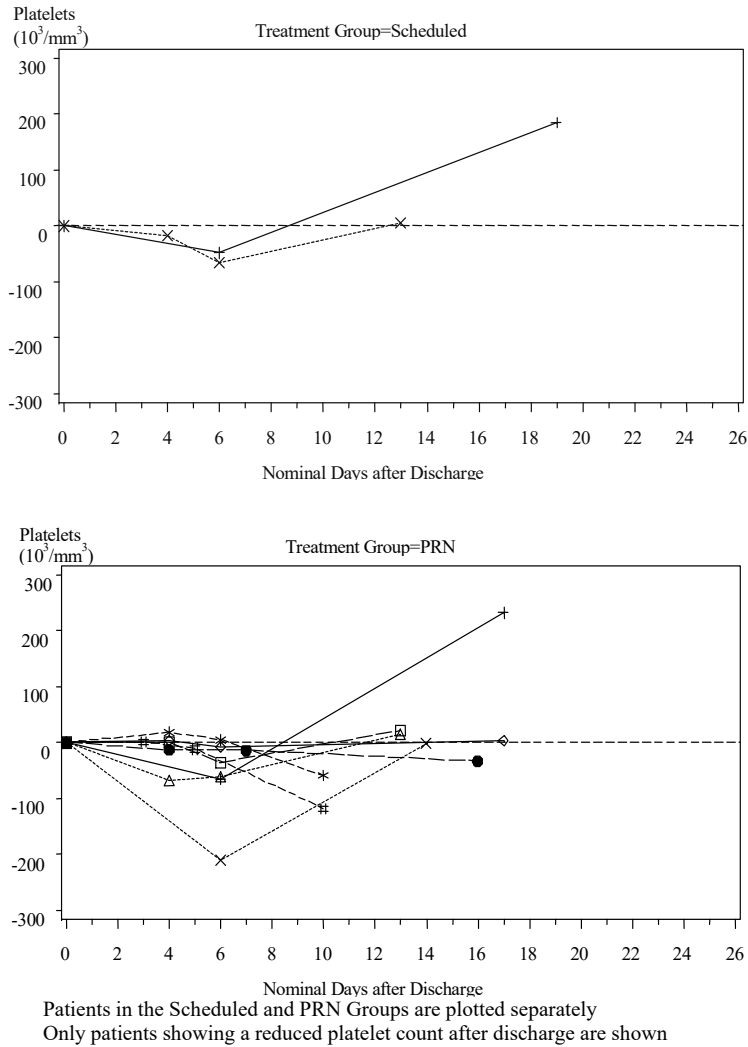 Platelets
(10³/mm³)
Treatment Group=Scheduled
300
200
100
0
-100
-200
-300
0 2 4 6 8 10 12 14 16 18 20 22 24 26
Nominal Days after Discharge
Platelets
(10³/mm³)
Treatment Group=PRN
300
200
100
0
-100
-200
-300
0 2 4 6 8 10 12 14 16 18 20 22 24 26
Nominal Days after Discharge
Patients in the Scheduled and PRN Groups are plotted separately
Only patients showing a reduced platelet count after discharge are shown